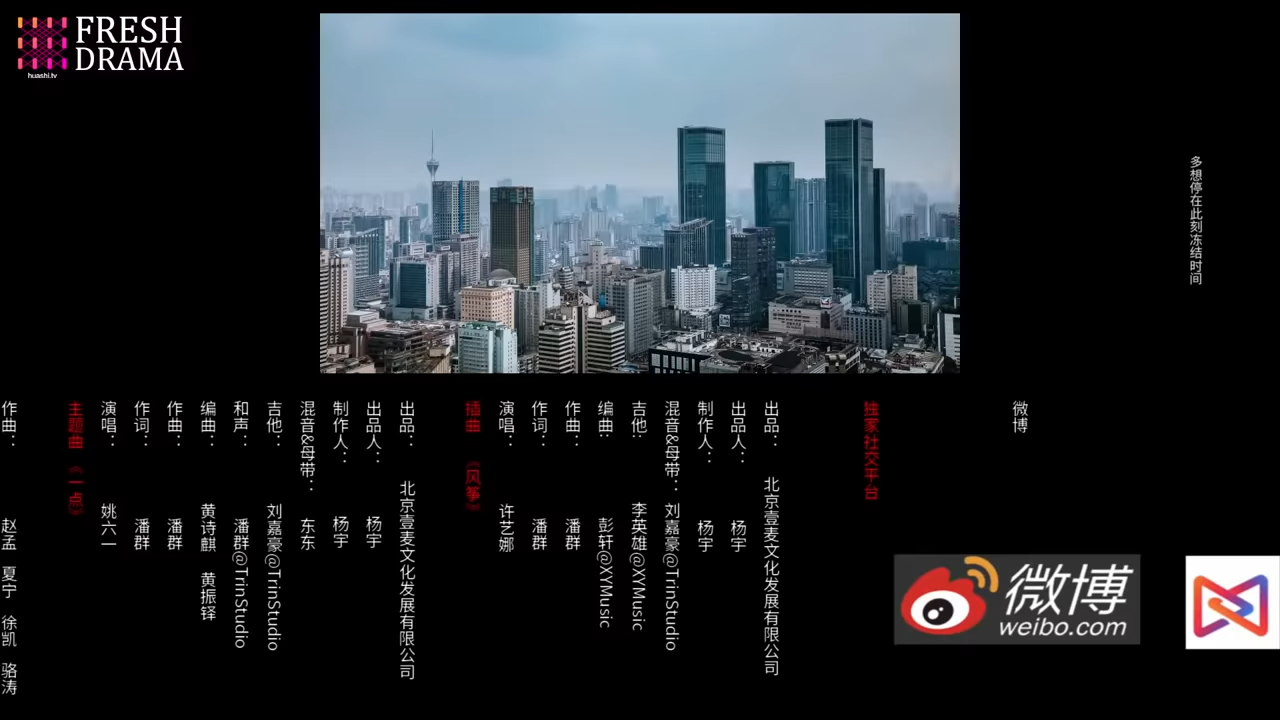 FRESH
DRAMA
huashi.tv
多想停在此刻冻结时间
作曲： 赵孟 夏宁 徐凯 骆涛
主题曲 《一点》
演唱： 姚六一
作词： 潘群
作曲： 潘群
编曲： 黄诗麒 黄振铎
和声： 潘群@TrinStudio
吉他： 刘嘉豪@TrinStudio
混音&母带： 东东
制作人： 杨宇
出品人： 杨宇
出品： 北京壹麦文化发展有限公司
插曲 《风筝》
演唱： 许艺娜
作词： 潘群
作曲： 潘群
编曲: 彭轩@XYMusic
吉他: 李英雄@XYMusic
混音&母带： 刘嘉豪@TrinStudio
制作人： 杨宇
出品人： 杨宇
出品： 北京壹麦文化发展有限公司
独家社交平台
微博
微博
weibo.com